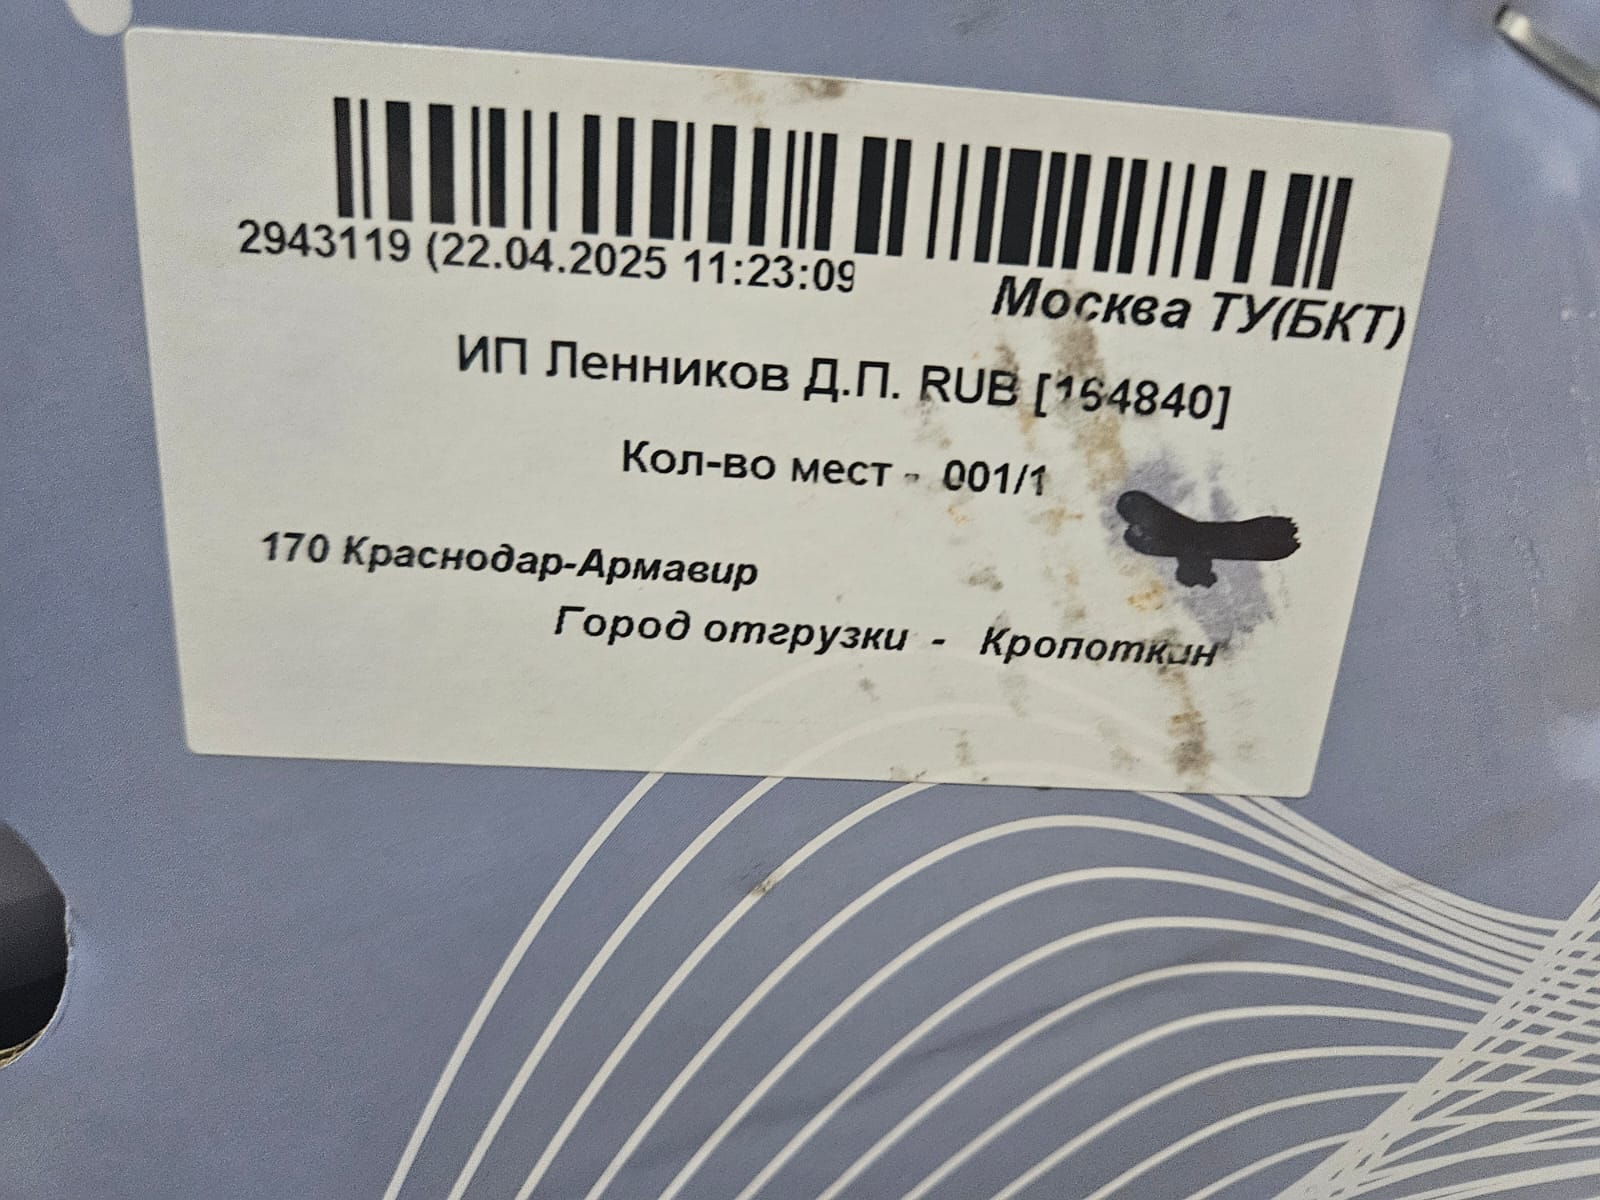 2943119 (22.04.2025 11:23:09
Москва ТУ(БКТ)
ИП Ленников Д.П. RUB [164840]
Кол-во мест - 001/1
170 Краснодар-Армавир
Город отгрузки - Кропоткин